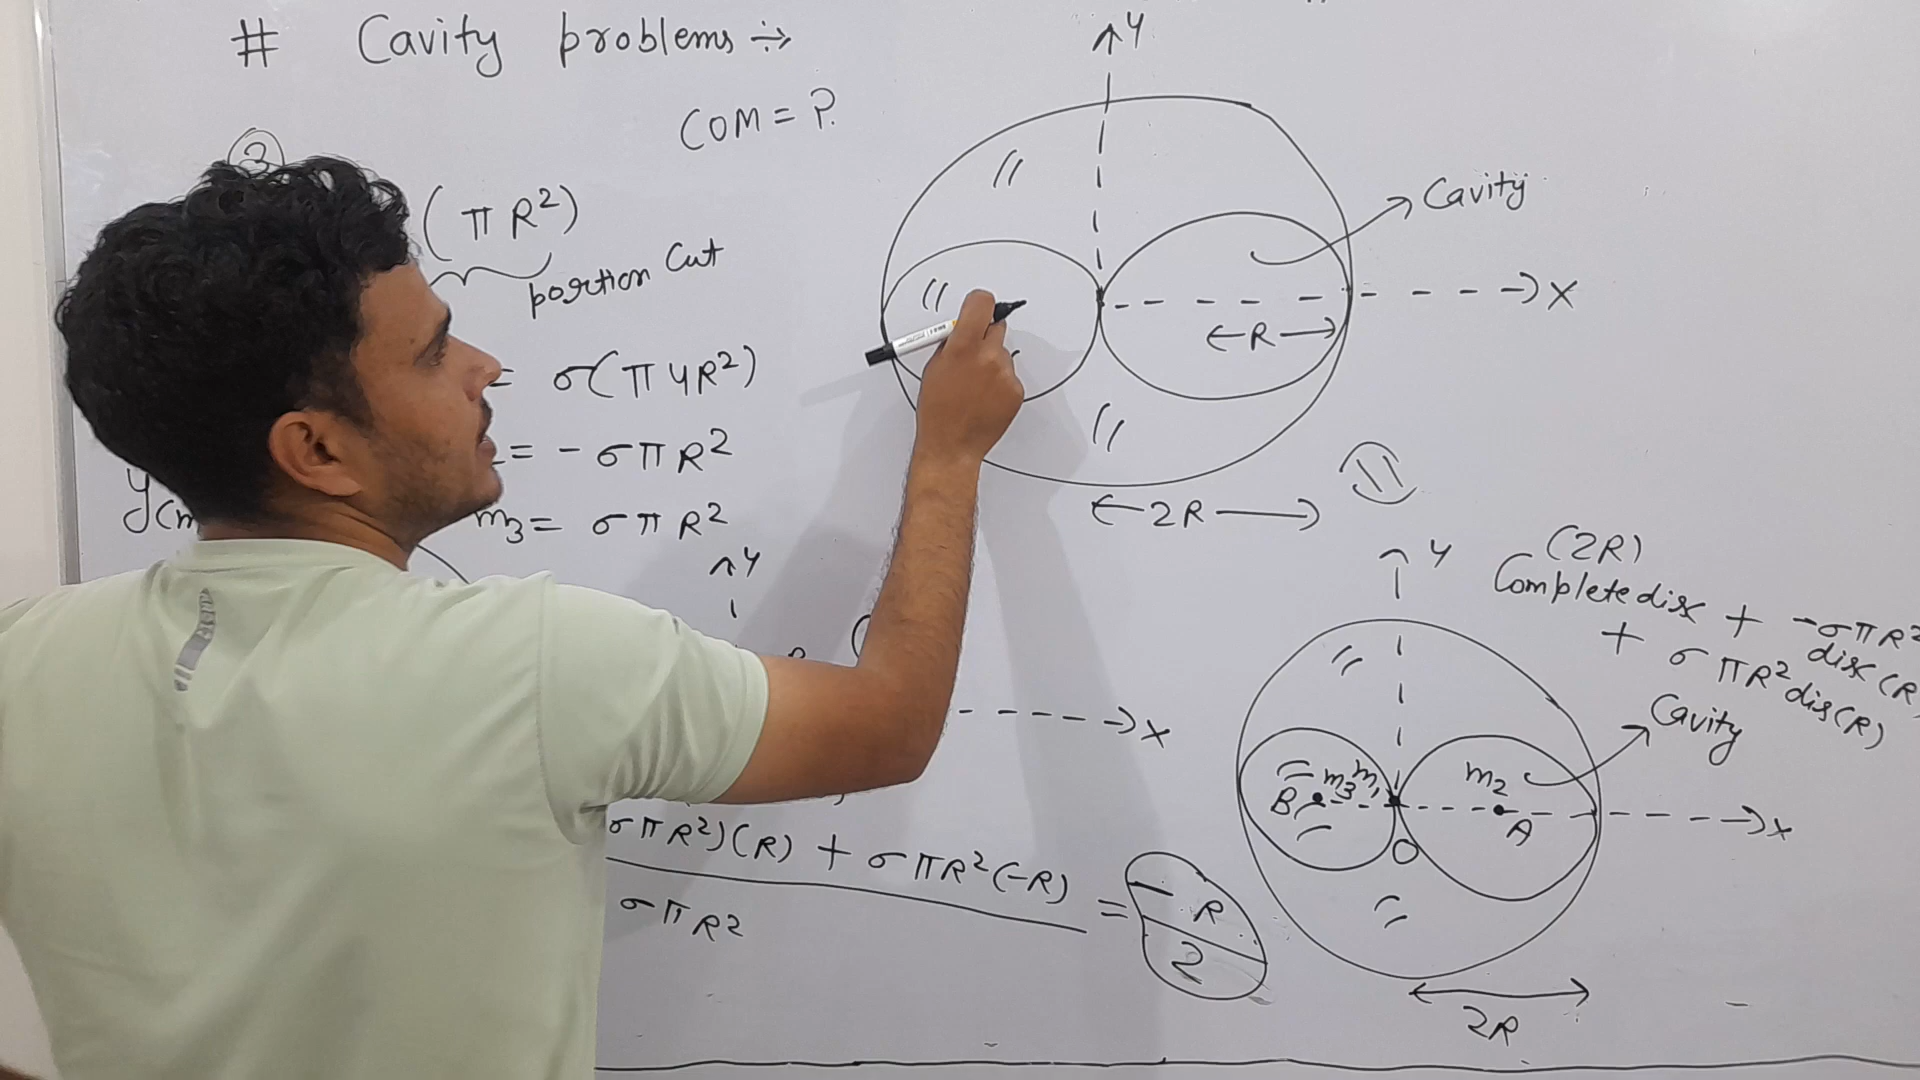 # Cavity problems ÷
COM = ?
3
(πR²)
portion Cut
= σ(π4R²)
= -σπR²
m₃ = σπR²
Y
Cavity
X
←R→
←2R→
11
Y
X
σπR²)(R) + σπR²(-R)
σπR²
= -R/2
(2R)
Complete disc + -σπR²
disc (R)
+ σπR² disc(R)
Y
Cavity
m₂
m₃ m₁
B
A
O
X
2R